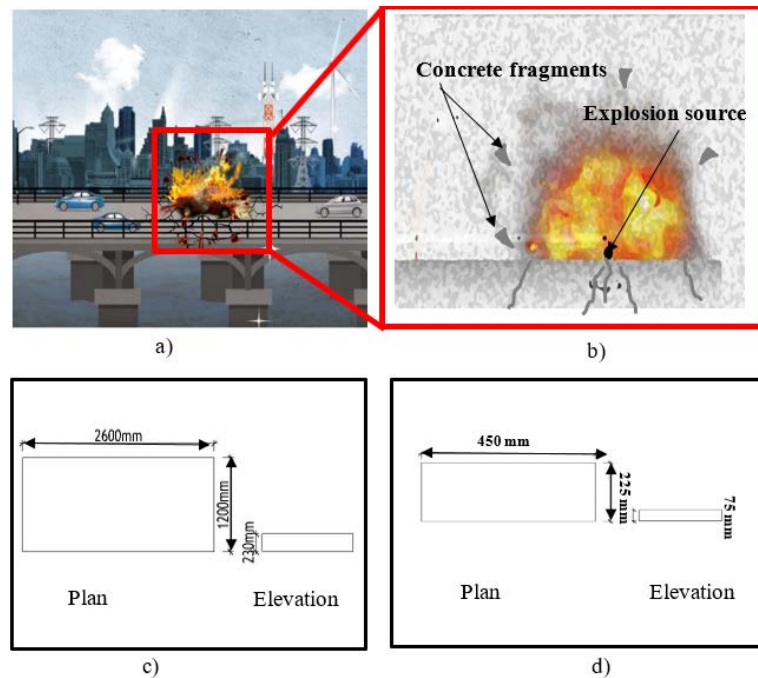 Concrete fragments
Explosion source
a)
b)
2600mm
1200mm
230mm
Plan
Elevation
450 mm
225 mm
75 mm
Plan
Elevation
c)
d)